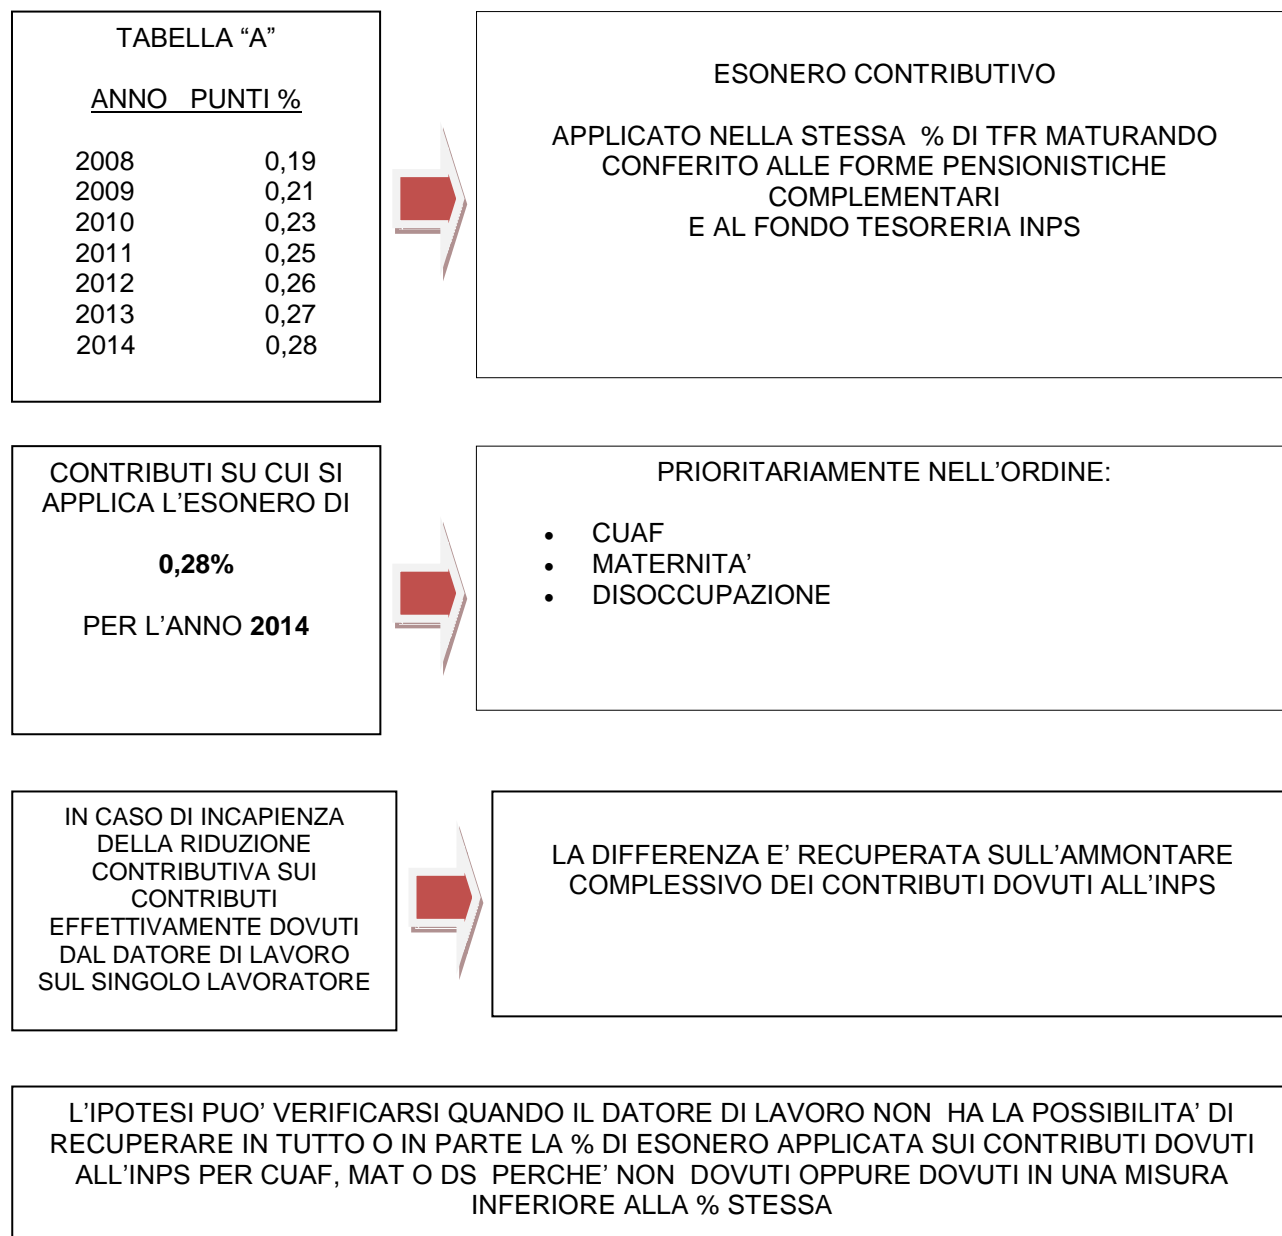 TABELLA “A”
ANNO PUNTI %
2008 0,19
2009 0,21
2010 0,23
2011 0,25
2012 0,26
2013 0,27
2014 0,28
ESONERO CONTRIBUTIVO
APPLICATO NELLA STESSA % DI TFR MATURANDO
CONFERITO ALLE FORME PENSIONISTICHE
COMPLEMENTARI
E AL FONDO TESORERIA INPS
CONTRIBUTI SU CUI SI
APPLICA L’ESONERO DI
0,28%
PER L’ANNO 2014
PRIORITARIAMENTE NELL’ORDINE:
• CUAF
• MATERNITA’
• DISOCCUPAZIONE
IN CASO DI INCAPIENZA
DELLA RIDUZIONE
CONTRIBUTIVA SUI
CONTRIBUTI
EFFETTIVAMENTE DOVUTI
DAL DATORE DI LAVORO
SUL SINGOLO LAVORATORE
LA DIFFERENZA E’ RECUPERATA SULL’AMMONTARE
COMPLESSIVO DEI CONTRIBUTI DOVUTI ALL’INPS
L’IPOTESI PUO’ VERIFICARSI QUANDO IL DATORE DI LAVORO NON HA LA POSSIBILITA’ DI
RECUPERARE IN TUTTO O IN PARTE LA % DI ESONERO APPLICATA SUI CONTRIBUTI DOVUTI
ALL’INPS PER CUAF, MAT O DS PERCHE’ NON DOVUTI OPPURE DOVUTI IN UNA MISURA
INFERIORE ALLA % STESSA